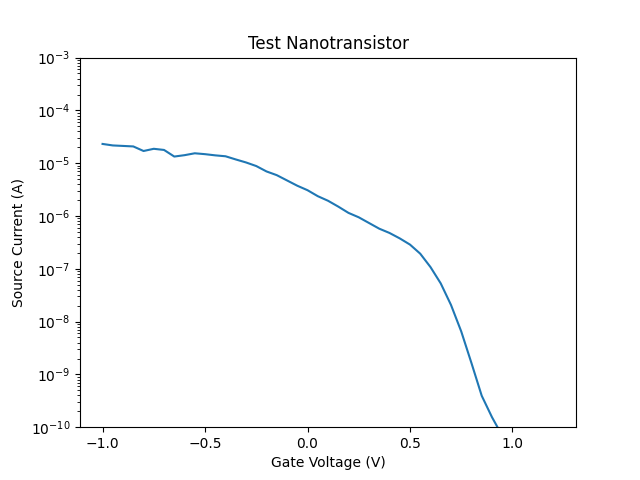 Test Nanotransistor
10⁻³
10⁻⁴
10⁻⁵
10⁻⁶
10⁻⁷
10⁻⁸
10⁻⁹
10⁻¹⁰
Source Current (A)
−1.0 −0.5 0.0 0.5 1.0
Gate Voltage (V)